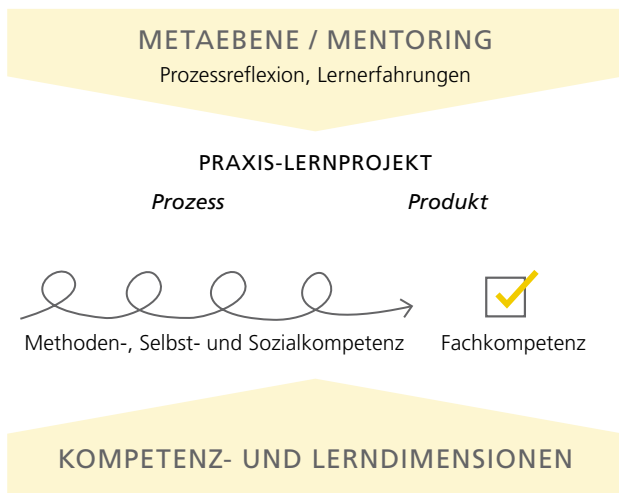 METAEBENE / MENTORING
Prozessreflexion, Lernerfahrungen
PRAXIS-LERNPROJEKT
Prozess Produkt
Methoden-, Selbst- und Sozialkompetenz Fachkompetenz
KOMPETENZ- UND LERNDIMENSIONEN